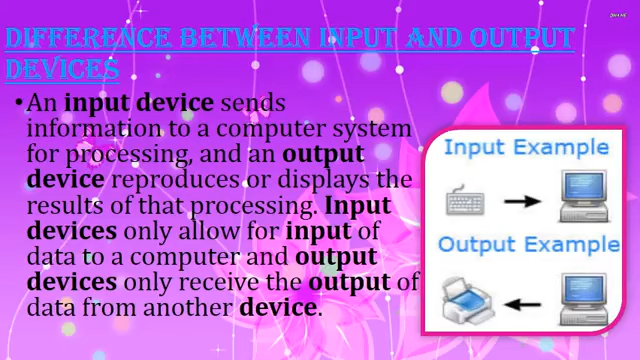 DIFFERENCE BETWEEN INPUT AND OUTPUT
DEVICES
•An input device sends
information to a computer system
for processing, and an output
device reproduces or displays the
results of that processing. Input
devices only allow for input of
data to a computer and output
devices only receive the output of
data from another device.
Input Example
Output Example